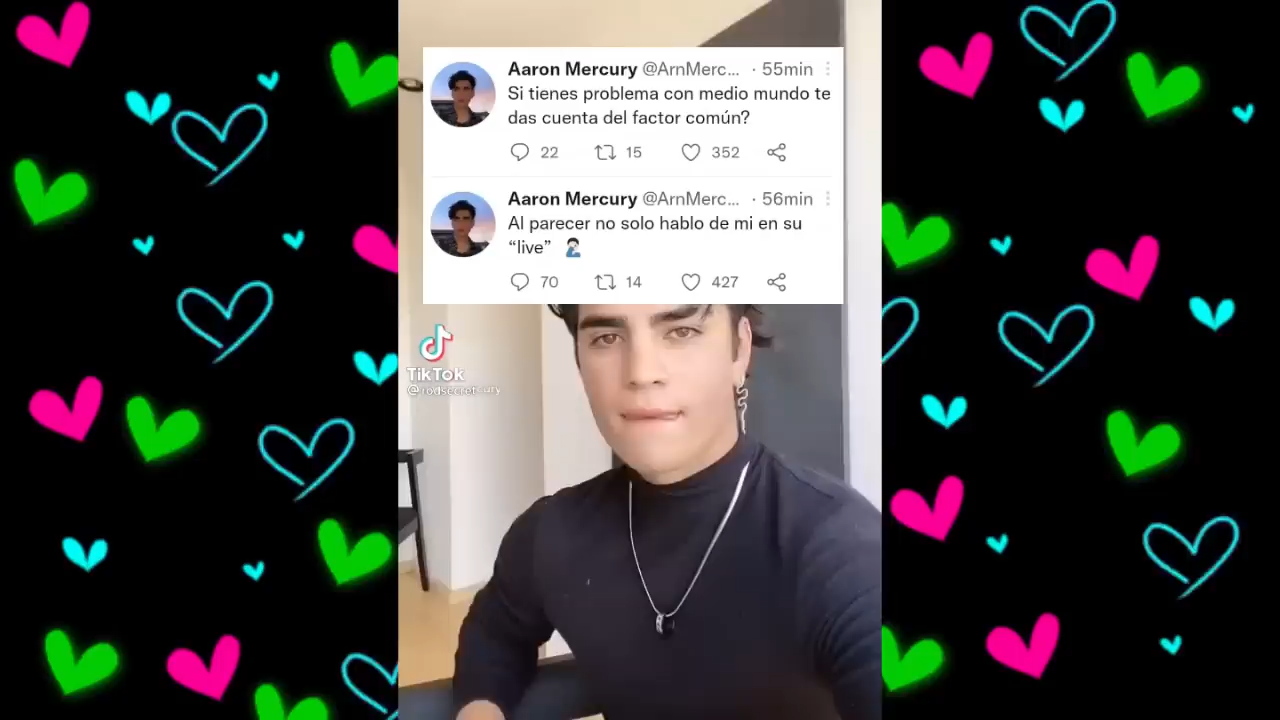 Aaron Mercury @ArnMerc... · 55min
Si tienes problema con medio mundo te
das cuenta del factor común?
22 15 352
Aaron Mercury @ArnMerc... · 56min
Al parecer no solo hablo de mi en su
“live” 🤦🏻‍♂️
70 14 427
TikTok